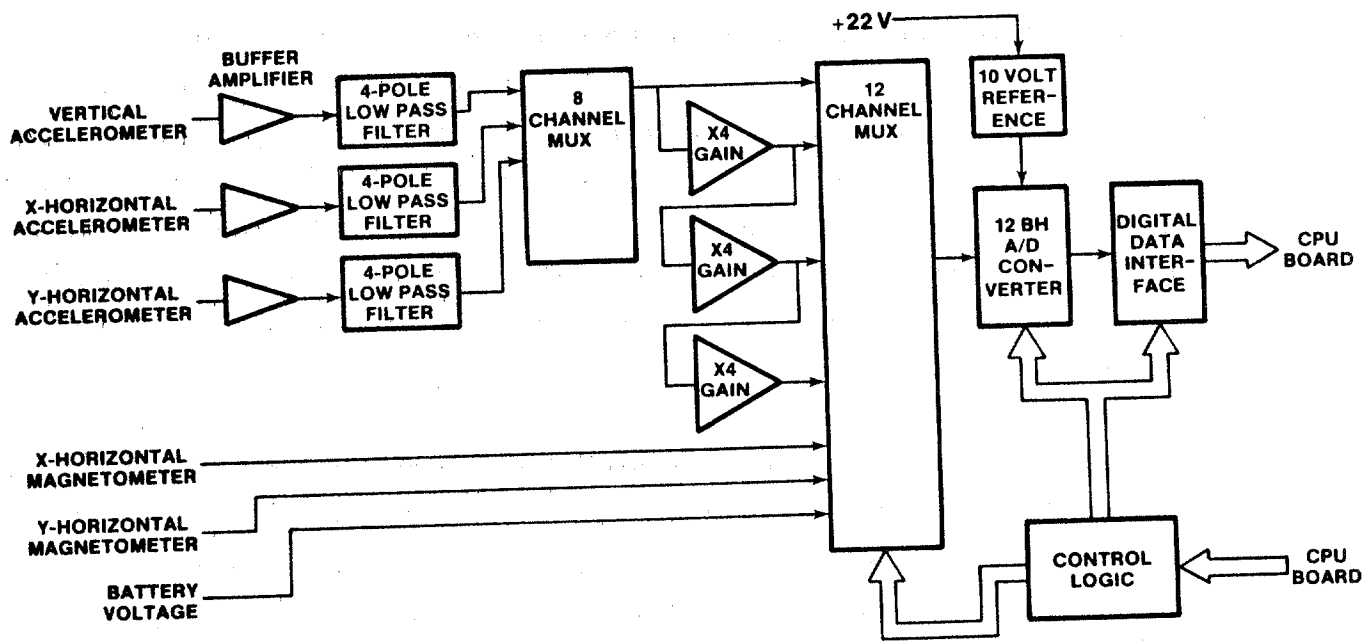 +22 V
BUFFER
AMPLIFIER
VERTICAL
ACCELEROMETER
4-POLE
LOW PASS
FILTER
8
CHANNEL
MUX
X4
GAIN
12
CHANNEL
MUX
10 VOLT
REFER-
ENCE
X-HORIZONTAL
ACCELEROMETER
4-POLE
LOW PASS
FILTER
X4
GAIN
12 BH
A/D
CON-
VERTER
DIGITAL
DATA
INTER-
FACE
CPU
BOARD
Y-HORIZONTAL
ACCELEROMETER
4-POLE
LOW PASS
FILTER
X4
GAIN
X-HORIZONTAL
MAGNETOMETER
Y-HORIZONTAL
MAGNETOMETER
BATTERY
VOLTAGE
CONTROL
LOGIC
CPU
BOARD